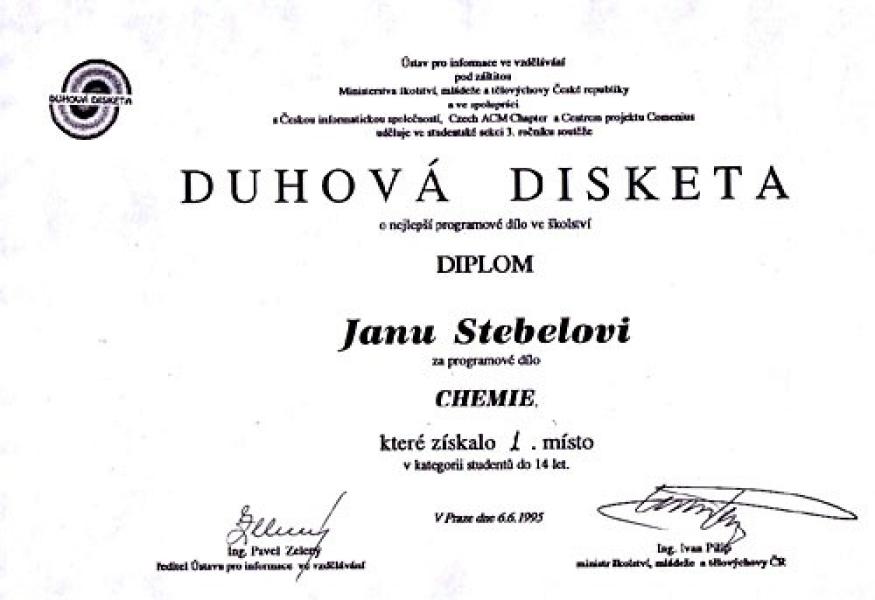 DUHOVÁ DISKETA
Ústav pro informace ve vzdělávání
pod záštitou
Ministerstva školství, mládeže a tělovýchovy České republiky
a ve spolupráci
s Českou informatickou společností, Czech ACM Chapter a Centrem projektu Comenius
uděluje ve studentské sekci 3. ročníku soutěže
DUHOVÁ DISKETA
o nejlepší programové dílo ve školství
DIPLOM
Janu Stebelovi
za programové dílo
CHEMIE,
které získalo 1. místo
v kategorii studentů do 14 let.
V Praze dne 6.6.1995
Ing. Pavel Zelený
ředitel Ústavu pro informace ve vzdělávání
Ing. Ivan Pilip
ministr školství, mládeže a tělovýchovy ČR